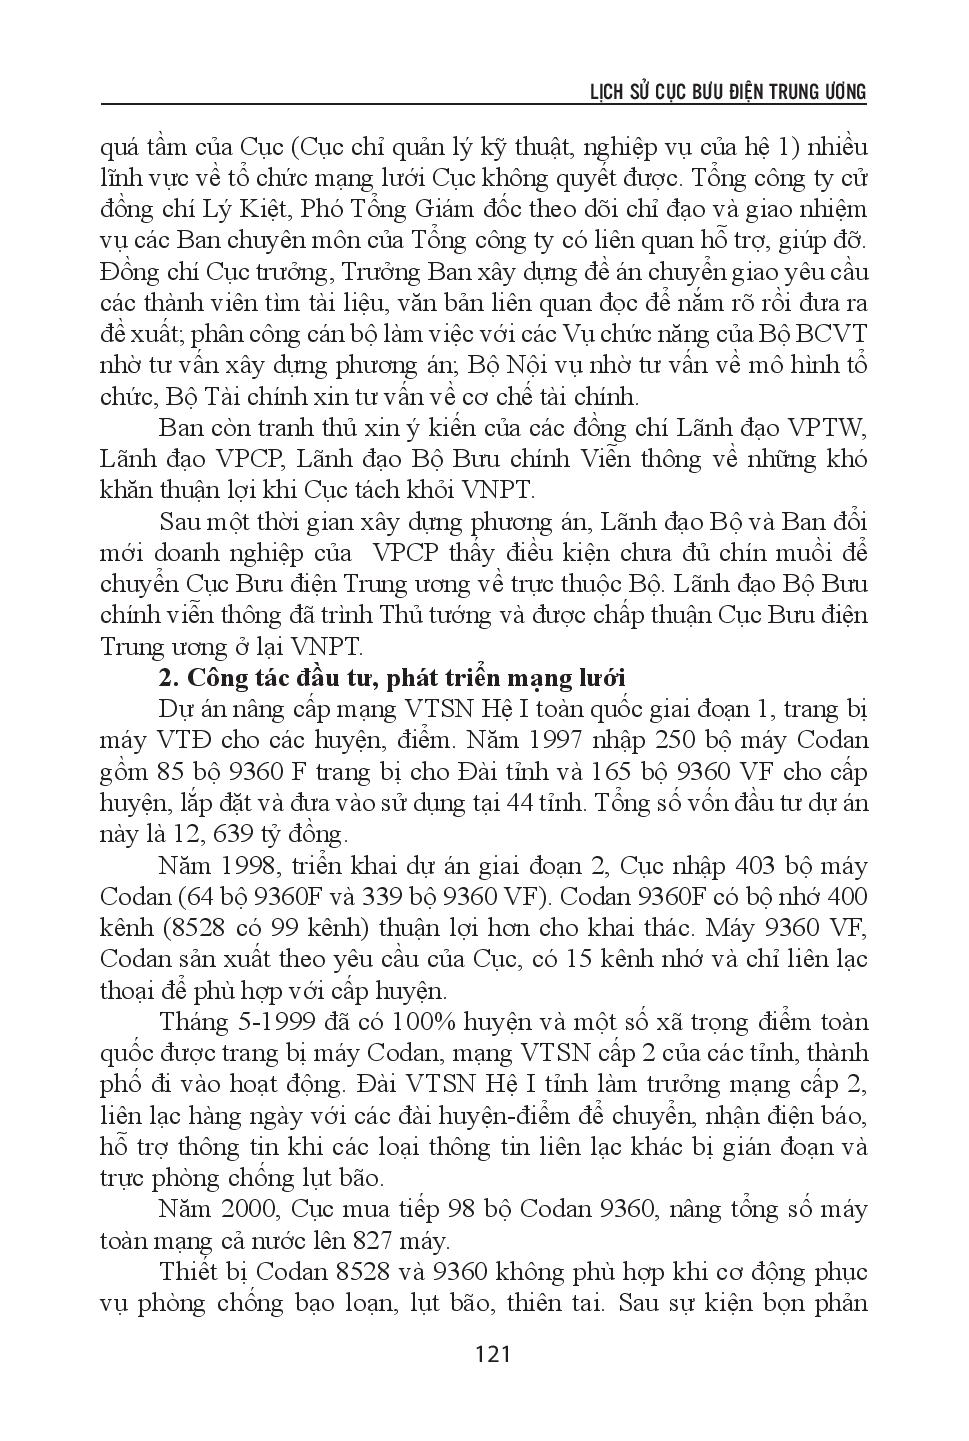 LỊCH SỬ CỤC BƯU ĐIỆN TRUNG ƯƠNG
quá tầm của Cục (Cục chỉ quản lý kỹ thuật, nghiệp vụ của hệ 1) nhiều
lĩnh vực về tổ chức mạng lưới Cục không quyết được. Tổng công ty cử
đồng chí Lý Kiệt, Phó Tổng Giám đốc theo dõi chỉ đạo và giao nhiệm
vụ các Ban chuyên môn của Tổng công ty có liên quan hỗ trợ, giúp đỡ.
Đồng chí Cục trưởng, Trưởng Ban xây dựng đề án chuyển giao yêu cầu
các thành viên tìm tài liệu, văn bản liên quan đọc để nắm rõ rồi đưa ra
đề xuất; phân công cán bộ làm việc với các Vụ chức năng của Bộ BCVT
nhờ tư vấn xây dựng phương án; Bộ Nội vụ nhờ tư vấn về mô hình tổ
chức, Bộ Tài chính xin tư vấn về cơ chế tài chính.
Ban còn tranh thủ xin ý kiến của các đồng chí Lãnh đạo VPTW,
Lãnh đạo VPCP, Lãnh đạo Bộ Bưu chính Viễn thông về những khó
khăn thuận lợi khi Cục tách khỏi VNPT.
Sau một thời gian xây dựng phương án, Lãnh đạo Bộ và Ban đổi
mới doanh nghiệp của VPCP thấy điều kiện chưa đủ chín muồi để
chuyển Cục Bưu điện Trung ương về trực thuộc Bộ. Lãnh đạo Bộ Bưu
chính viễn thông đã trình Thủ tướng và được chấp thuận Cục Bưu điện
Trung ương ở lại VNPT.
2. Công tác đầu tư, phát triển mạng lưới
Dự án nâng cấp mạng VTSN Hệ I toàn quốc giai đoạn 1, trang bị
máy VTĐ cho các huyện, điểm. Năm 1997 nhập 250 bộ máy Codan
gồm 85 bộ 9360 F trang bị cho Đài tỉnh và 165 bộ 9360 VF cho cấp
huyện, lắp đặt và đưa vào sử dụng tại 44 tỉnh. Tổng số vốn đầu tư dự án
này là 12, 639 tỷ đồng.
Năm 1998, triển khai dự án giai đoạn 2, Cục nhập 403 bộ máy
Codan (64 bộ 9360F và 339 bộ 9360 VF). Codan 9360F có bộ nhớ 400
kênh (8528 có 99 kênh) thuận lợi hơn cho khai thác. Máy 9360 VF,
Codan sản xuất theo yêu cầu của Cục, có 15 kênh nhớ và chỉ liên lạc
thoại để phù hợp với cấp huyện.
Tháng 5-1999 đã có 100% huyện và một số xã trọng điểm toàn
quốc được trang bị máy Codan, mạng VTSN cấp 2 của các tỉnh, thành
phố đi vào hoạt động. Đài VTSN Hệ I tỉnh làm trưởng mạng cấp 2,
liên lạc hàng ngày với các đài huyện-điểm để chuyển, nhận điện báo,
hỗ trợ thông tin khi các loại thông tin liên lạc khác bị gián đoạn và
trực phòng chống lụt bão.
Năm 2000, Cục mua tiếp 98 bộ Codan 9360, nâng tổng số máy
toàn mạng cả nước lên 827 máy.
Thiết bị Codan 8528 và 9360 không phù hợp khi cơ động phục
vụ phòng chống bạo loạn, lụt bão, thiên tai. Sau sự kiện bọn phản
121